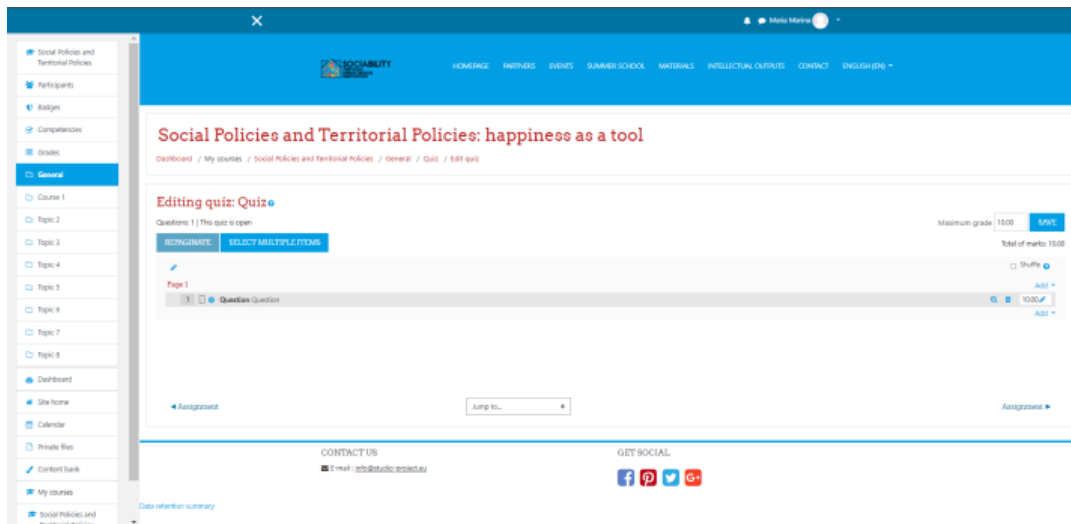 Maria Marina
Social Policies and
Territorial Policies
Participants
Badges
Competencies
Grades
General
Course 1
Topic 2
Topic 3
Topic 4
Topic 5
Topic 6
Topic 7
Topic 8
Dashboard
Site home
Calendar
Private files
Content bank
My courses
Social Policies and
SOCIABILITY
HOMEPAGE PARTNERS EVENTS SUMMER SCHOOL MATERIALS INTELLECTUAL OUTPUTS CONTACT ENGLISH (EN)
Social Policies and Territorial Policies: happiness as a tool
Dashboard / My courses / Social Policies and Territorial Policies / General / Quiz / Edit quiz
Editing quiz: Quiz
Questions: 1 | This quiz is open
Maximum grade 10.00 SAVE
REPAGINATE SELECT MULTIPLE ITEMS
Total of marks: 10.00
Shuffle
Page 1
Add
1 Question Question 10.00
Add
Assignment
Jump to...
Assignment
CONTACT US
E-mail : info@studio-project.eu
GET SOCIAL
Data retention summary